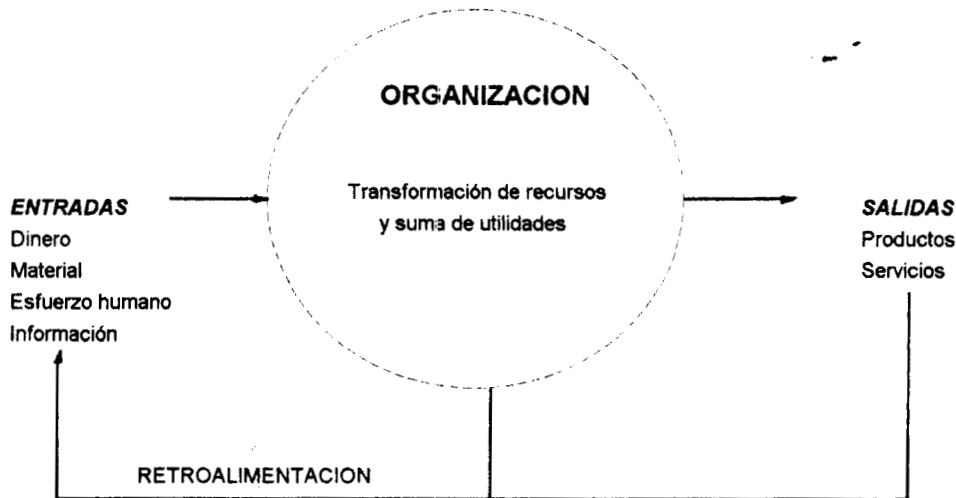 ORGANIZACION
Transformación de recursos
y suma de utilidades
ENTRADAS
Dinero
Material
Esfuerzo humano
Información
SALIDAS
Productos
Servicios
RETROALIMENTACION